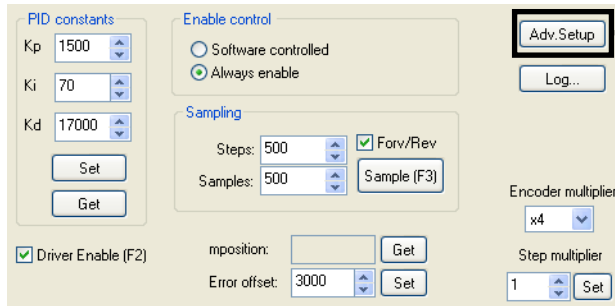 PID constants
Kp 1500
Ki 70
Kd 17000
Set
Get
Driver Enable (F2)
Enable control
Software controlled
Always enable
Sampling
Steps: 500
Forv/Rev
Samples: 500
Sample (F3)
mposition:
Get
Error offset: 3000
Set
Adv.Setup
Log...
Encoder multiplier
x4
Step multiplier
1
Set